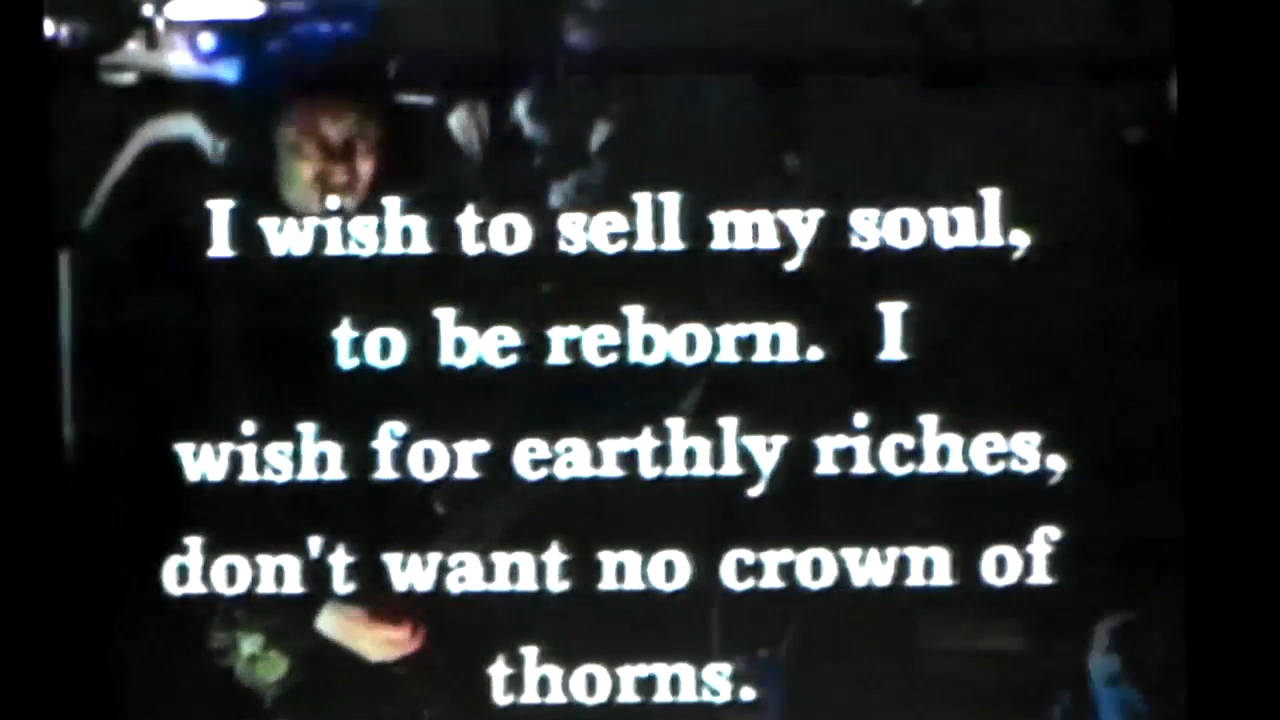 I wish to sell my soul,
to be reborn. I
wish for earthly riches,
don't want no crown of
thorns.